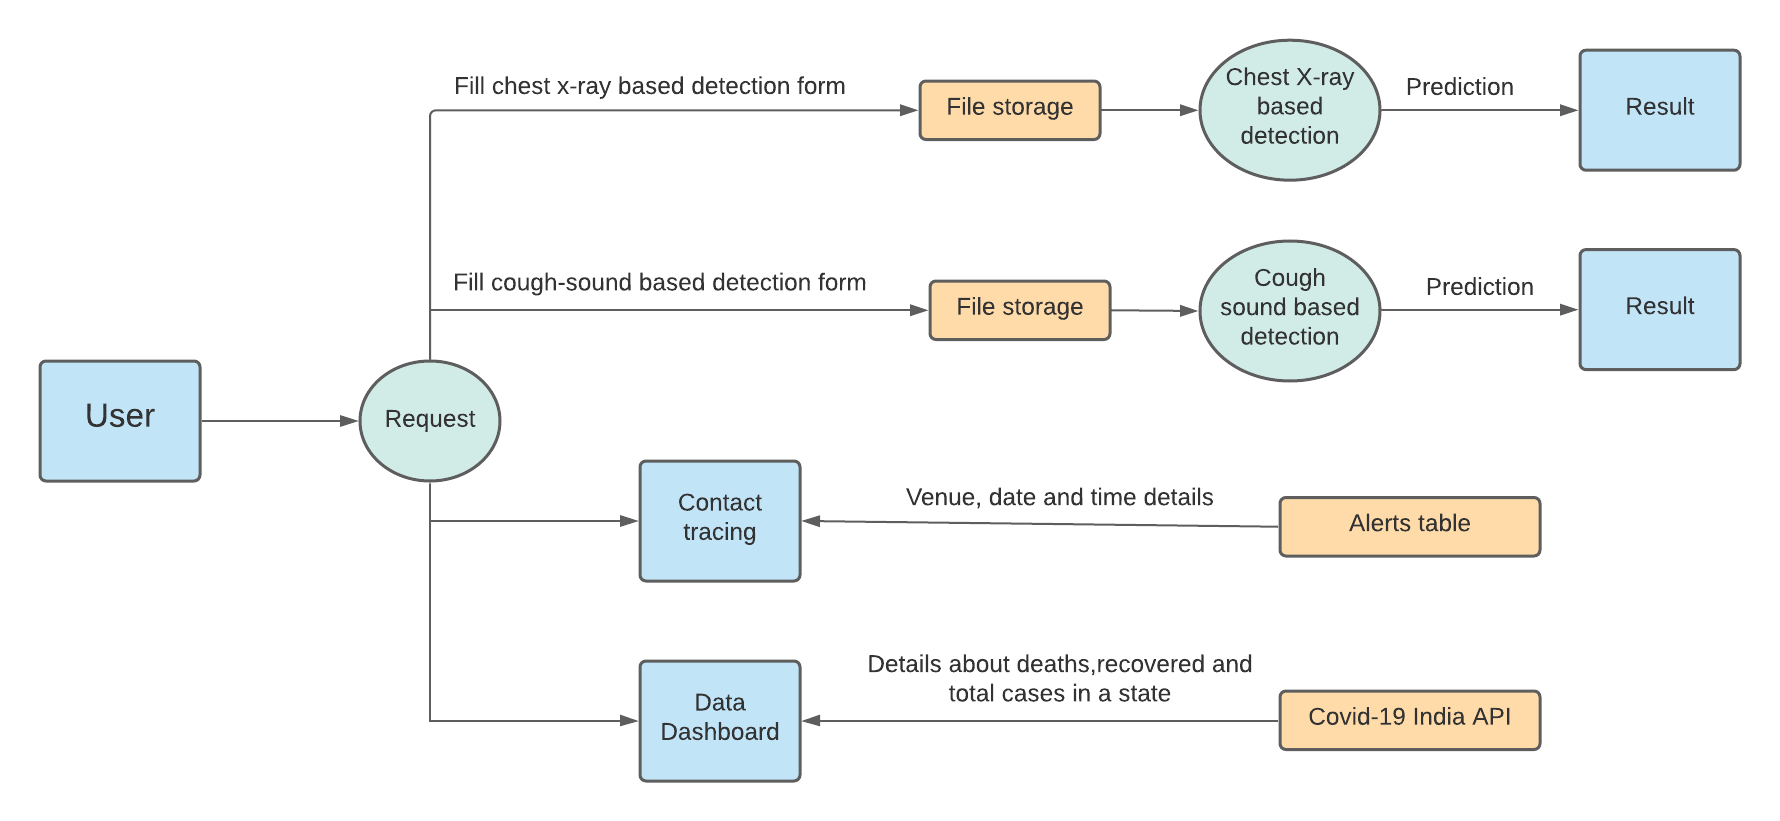 Fill chest x-ray based detection form
File storage
Chest X-ray
based
detection
Prediction
Result
Fill cough-sound based detection form
File storage
Cough
sound based
detection
Prediction
Result
User
Request
Contact
tracing
Venue, date and time details
Alerts table
Data
Dashboard
Details about deaths,recovered and
total cases in a state
Covid-19 India API